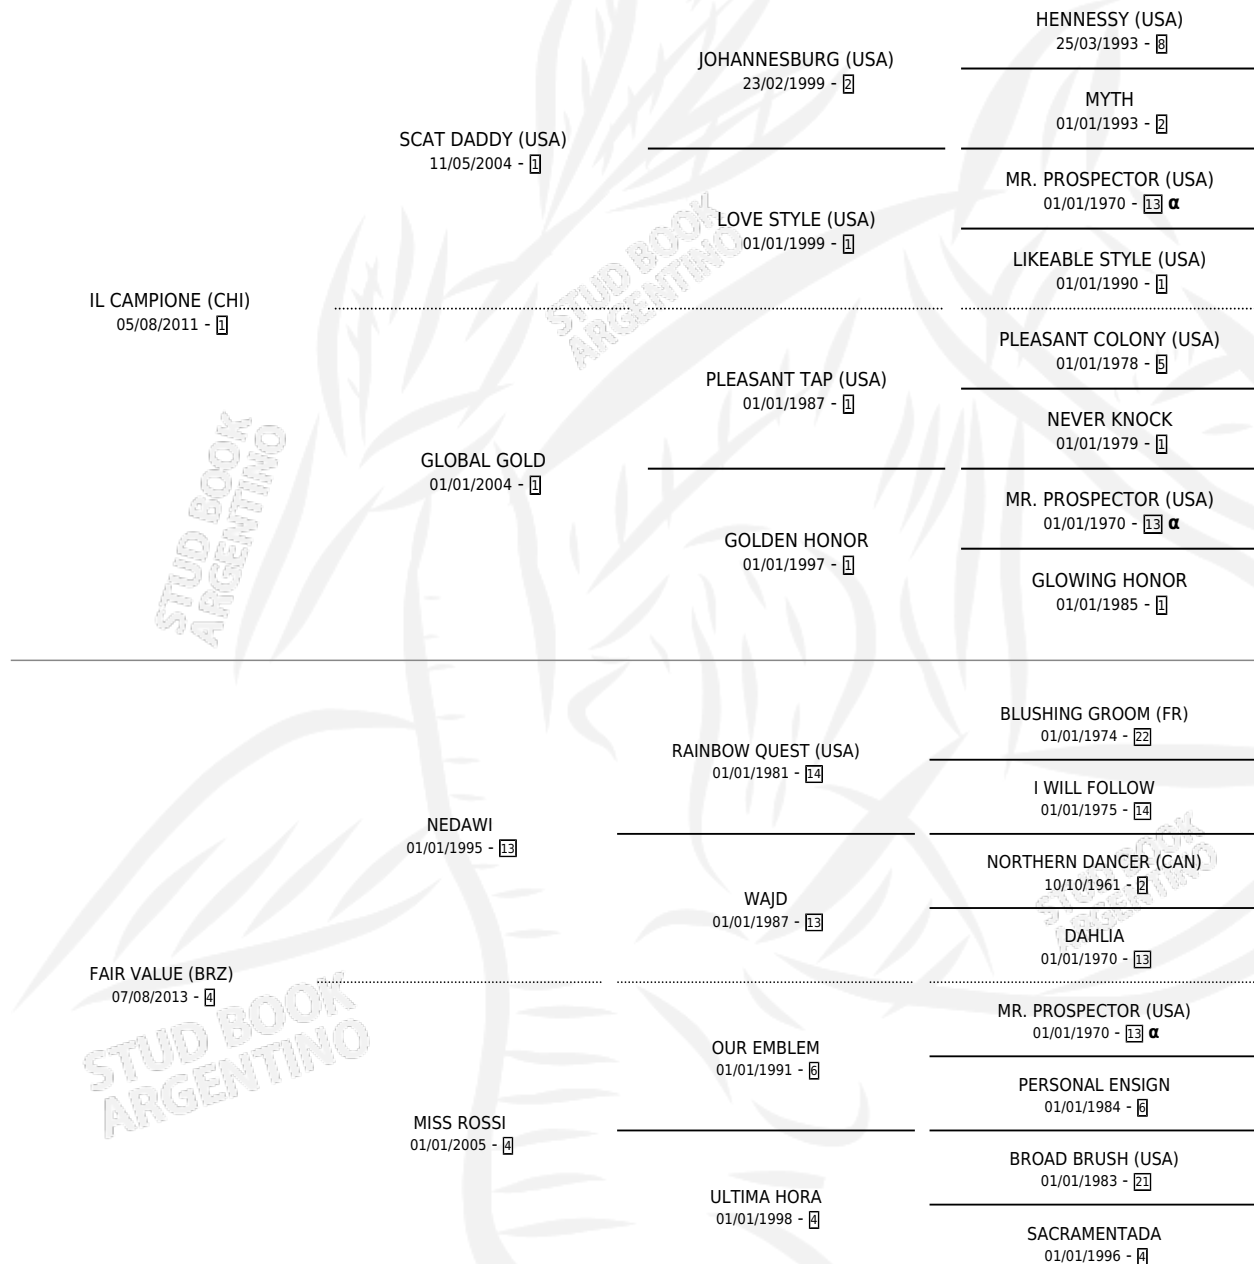 HENNESSY (USA)
25/03/1993 - 8
JOHANNESBURG (USA)
23/02/1999 - 2
MYTH
01/01/1993 - 2
SCAT DADDY (USA)
11/05/2004 - 1
MR. PROSPECTOR (USA)
01/01/1970 - 13 α
LOVE STYLE (USA)
01/01/1999 - 1
LIKEABLE STYLE (USA)
01/01/1990 - 1
IL CAMPIONE (CHI)
05/08/2011 - 1
PLEASANT COLONY (USA)
01/01/1978 - 5
PLEASANT TAP (USA)
01/01/1987 - 1
NEVER KNOCK
01/01/1979 - 1
GLOBAL GOLD
01/01/2004 - 1
MR. PROSPECTOR (USA)
01/01/1970 - 13 α
GOLDEN HONOR
01/01/1997 - 1
GLOWING HONOR
01/01/1985 - 1
BLUSHING GROOM (FR)
01/01/1974 - 22
RAINBOW QUEST (USA)
01/01/1981 - 14
I WILL FOLLOW
01/01/1975 - 14
NEDAWI
01/01/1995 - 13
NORTHERN DANCER (CAN)
10/10/1961 - 2
WAJD
01/01/1987 - 13
DAHLIA
01/01/1970 - 13
FAIR VALUE (BRZ)
07/08/2013 - 4
MR. PROSPECTOR (USA)
01/01/1970 - 13 α
OUR EMBLEM
01/01/1991 - 6
PERSONAL ENSIGN
01/01/1984 - 6
MISS ROSSI
01/01/2005 - 4
BROAD BRUSH (USA)
01/01/1983 - 21
ULTIMA HORA
01/01/1998 - 4
SACRAMENTADA
01/01/1996 - 4
STUD BOOK
ARGENTINO
STUD BOOK
ARGENTINO
STUD BOOK
ARGENTINO
STUD BOOK
ARGENTINO